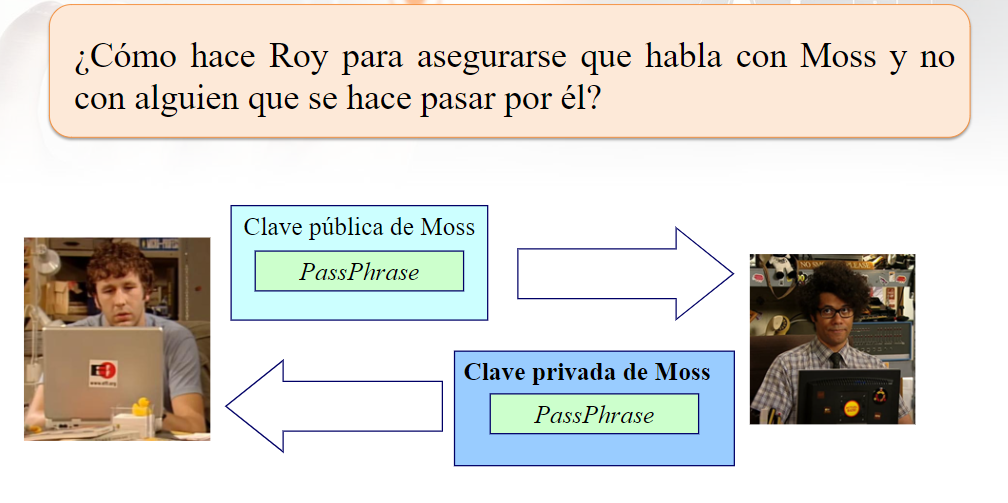 ¿Cómo hace Roy para asegurarse que habla con Moss y no
con alguien que se hace pasar por él?
Clave pública de Moss
PassPhrase
Clave privada de Moss
PassPhrase